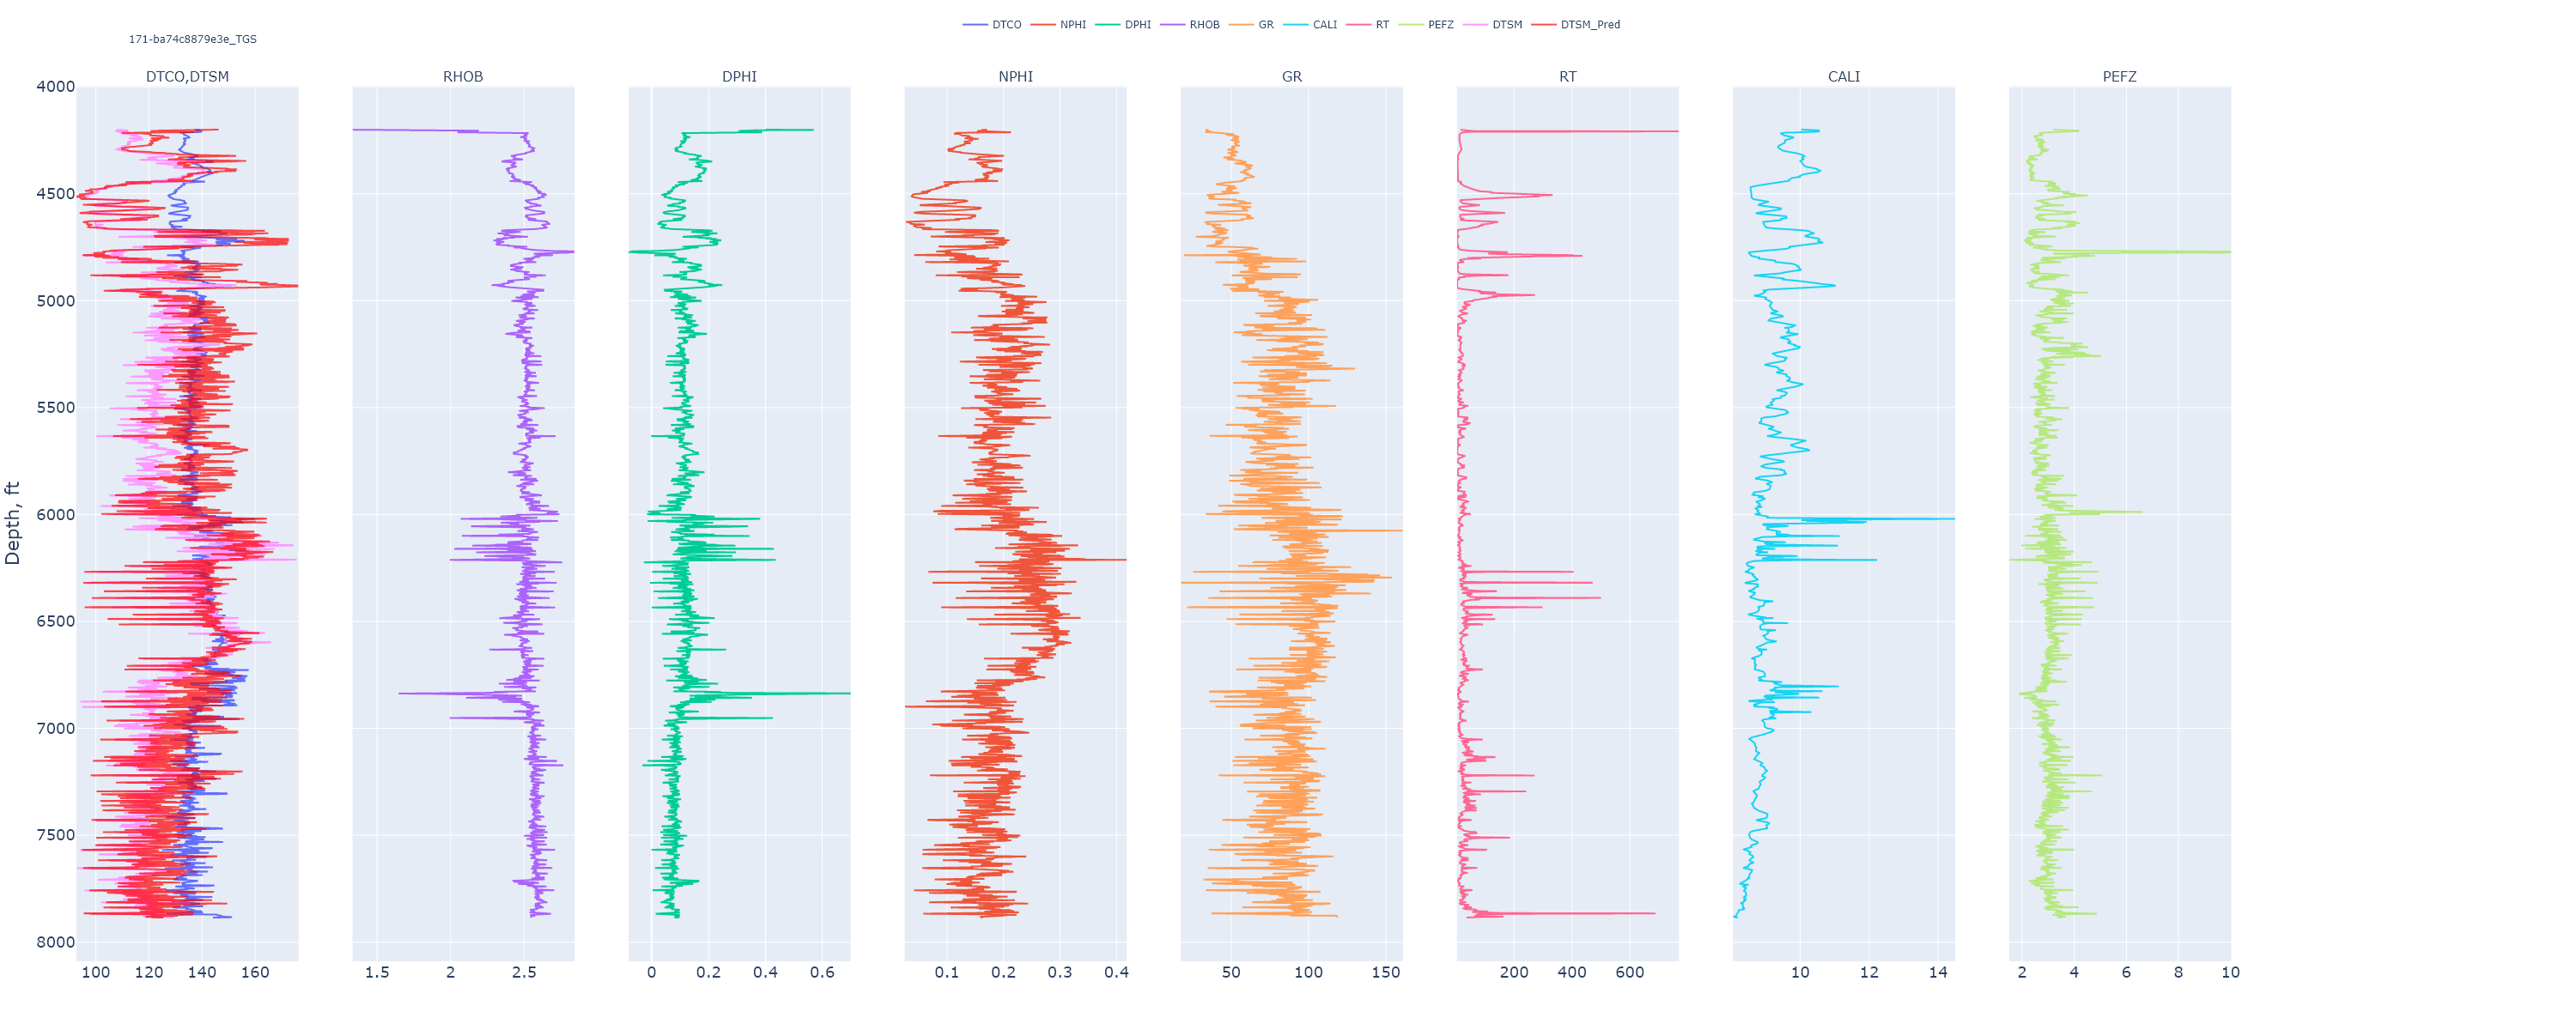 DTCO NPHI DPHI RHOB GR CALI RT PEFZ DTSM DTSM_Pred
171-ba74c8879e3e_TGS
DTCO,DTSM RHOB DPHI NPHI GR RT CALI PEFZ
4000
4500
5000
5500
6000
6500
7000
7500
8000
Depth, ft
100 120 140 160 1.5 2 2.5 0 0.2 0.4 0.6 0.1 0.2 0.3 0.4 50 100 150 200 400 600 10 12 14 2 4 6 8 10